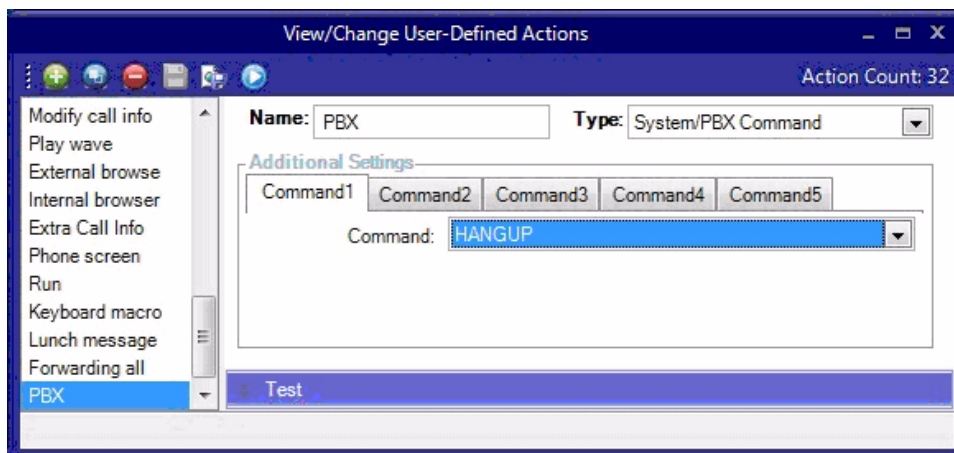 View/Change User-Defined Actions
Action Count: 32
Modify call info
Play wave
External browse
Internal browser
Extra Call Info
Phone screen
Run
Keyboard macro
Lunch message
Forwarding all
PBX
Name: PBX Type: System/PBX Command
Additional Settings
Command1 Command2 Command3 Command4 Command5
Command: HANGUP
Test